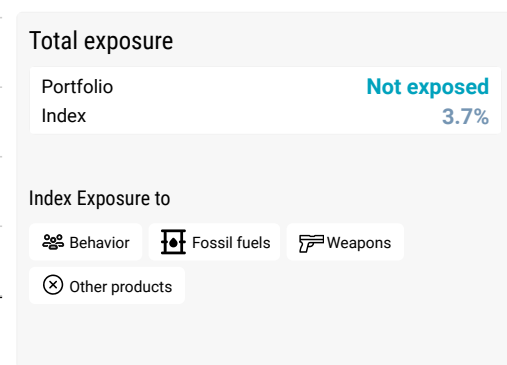 Total exposure
Portfolio Not exposed
Index 3.7%
Index Exposure to
Behavior Fossil fuels Weapons
Other products